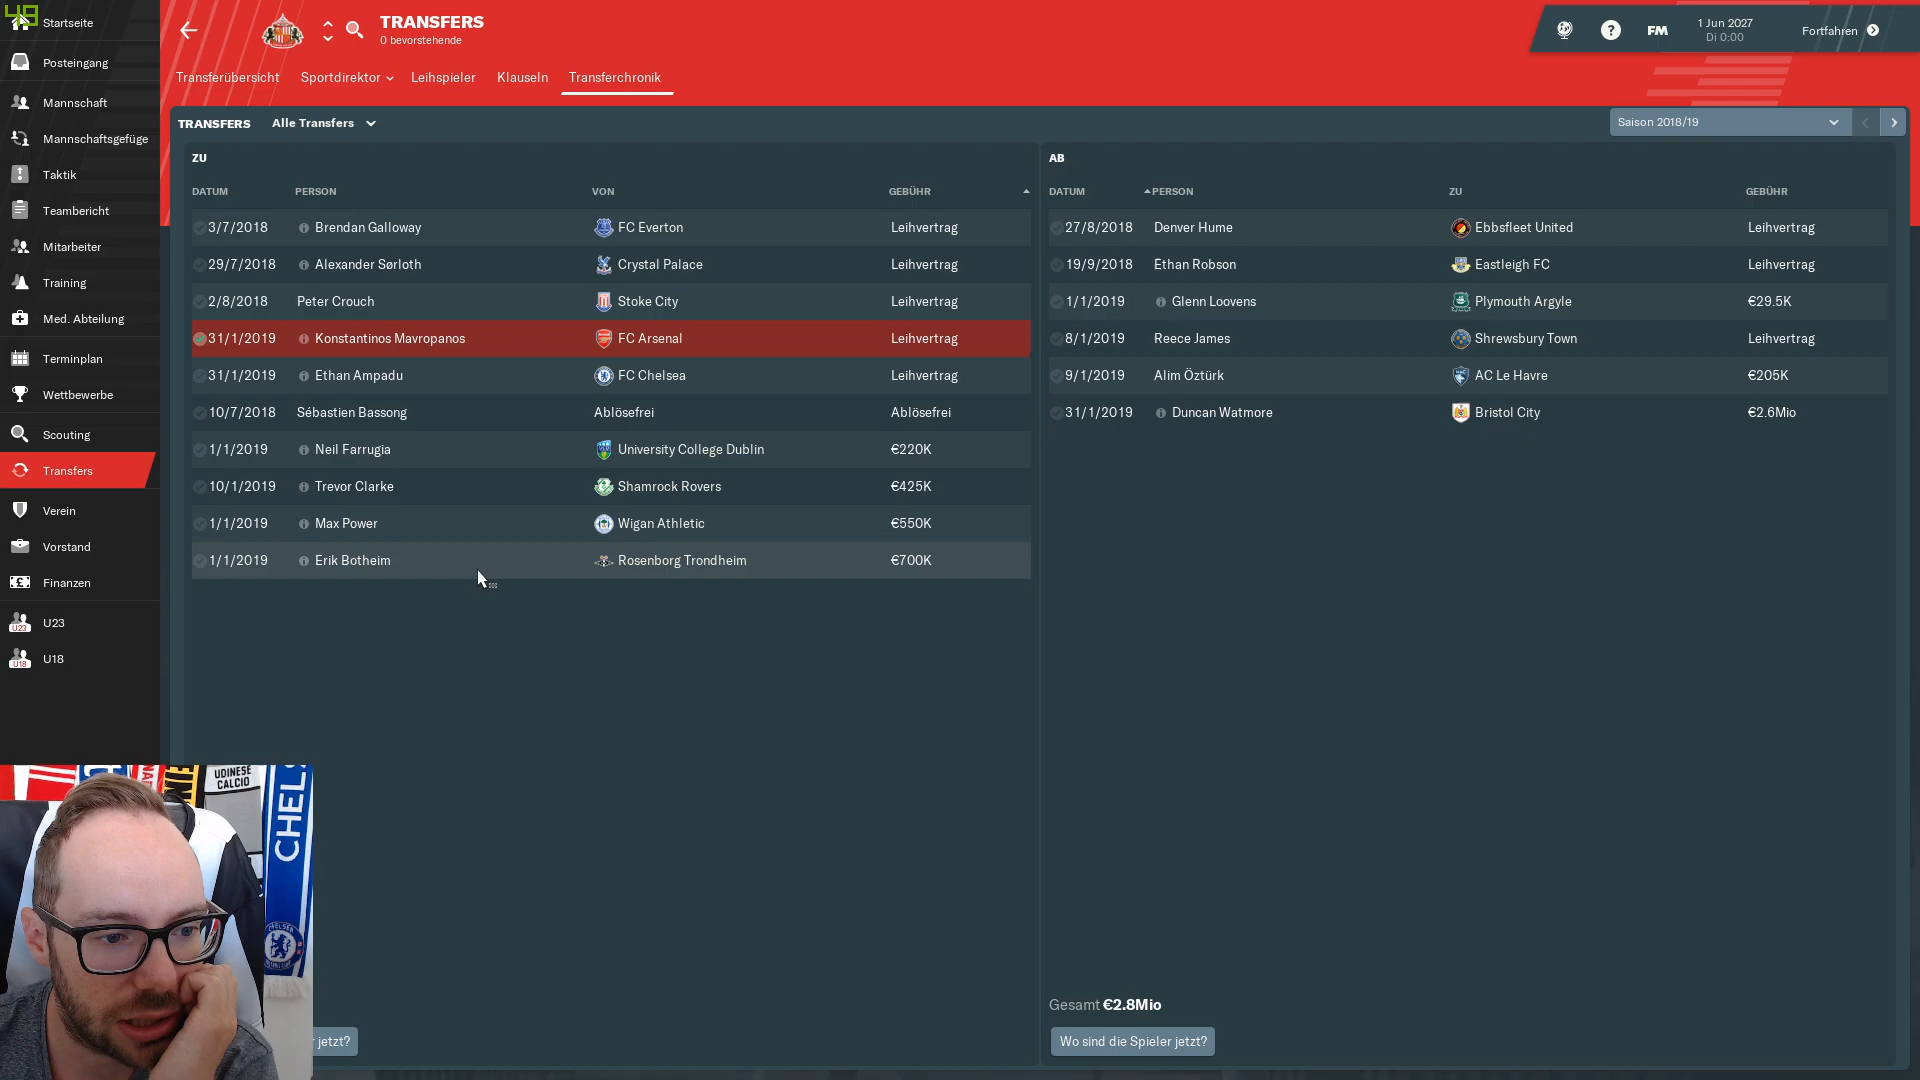 49
Startseite
Posteingang
Mannschaft
Mannschaftsgefüge
Taktik
Teambericht
Mitarbeiter
Training
Med. Abteilung
Terminplan
Wettbewerbe
Scouting
Transfers
Verein
Vorstand
Finanzen
U23
U23
U18
U18
TRANSFERS
0 bevorstehende
? FM 1 Jun 2027
Di 0:00
Fortfahren
Transferübersicht Sportdirektor Leihspieler Klauseln Transferchronik
TRANSFERS Alle Transfers Saison 2018/19
ZU
DATUM PERSON VON GEBÜHR
3/7/2018 Brendan Galloway FC Everton Leihvertrag
29/7/2018 Alexander Sørloth Crystal Palace Leihvertrag
2/8/2018 Peter Crouch Stoke City Leihvertrag
31/1/2019 Konstantinos Mavropanos FC Arsenal Leihvertrag
31/1/2019 Ethan Ampadu FC Chelsea Leihvertrag
10/7/2018 Sébastien Bassong Ablösefrei Ablösefrei
1/1/2019 Neil Farrugia University College Dublin €220K
10/1/2019 Trevor Clarke Shamrock Rovers €425K
1/1/2019 Max Power Wigan Athletic €550K
1/1/2019 Erik Botheim Rosenborg Trondheim €700K
AB
DATUM PERSON ZU GEBÜHR
27/8/2018 Denver Hume Ebbsfleet United Leihvertrag
19/9/2018 Ethan Robson Eastleigh FC Leihvertrag
1/1/2019 Glenn Loovens Plymouth Argyle €29.5K
8/1/2019 Reece James Shrewsbury Town Leihvertrag
9/1/2019 Alim Öztürk AC Le Havre €205K
31/1/2019 Duncan Watmore Bristol City €2.6Mio
Gesamt €2.8Mio
r jetzt?
Wo sind die Spieler jetzt?
UDINESE
CALCIO
CHELS